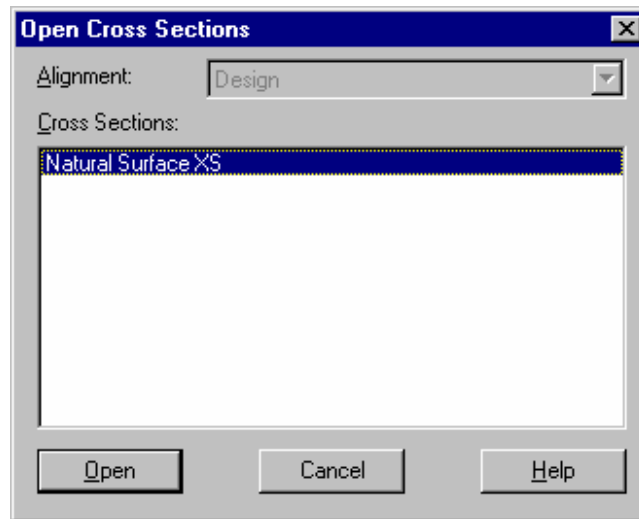 Open Cross Sections
Alignment: Design
Cross Sections:
Natural Surface XS
Open Cancel Help